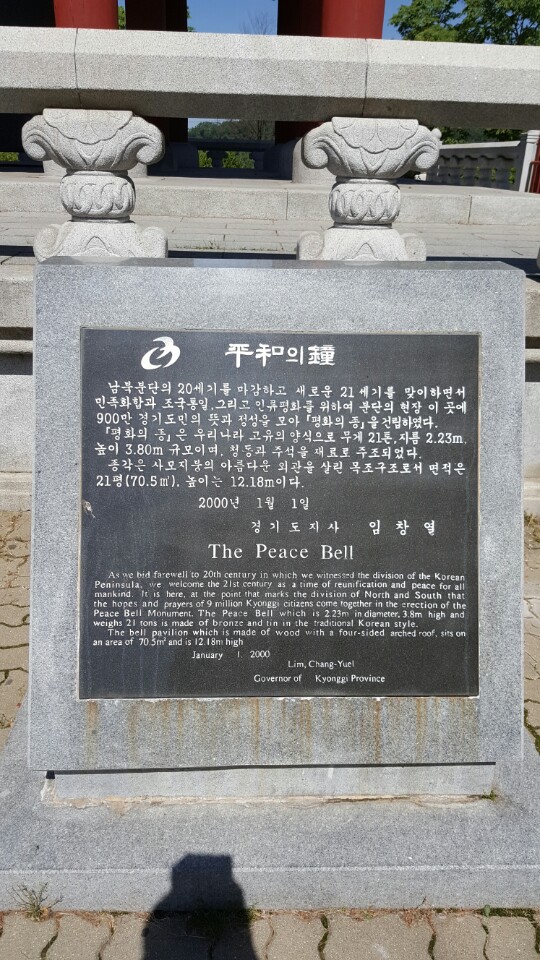 平和의鐘
남북분단의 20세기를 마감하고 새로운 21세기를 맞이하면서
민족화합과 조국통일, 그리고 인류평화를 위하여 분단의 현장 이 곳에
900만 경기도민의 뜻과 정성을 모아 「평화의 종」을 건립하였다.
「평화의 종」은 우리나라 고유의 양식으로 무게 21톤, 지름 2.23m,
높이 3.80m 규모이며, 청동과 주석을 재료로 주조되었다.
종각은 사모지붕의 아름다운 외관을 살린 목조구조로서 면적은
21평(70.5㎡), 높이는 12.18m이다.
2000년 1월 1일
경기도지사 임창열
The Peace Bell
As we bid farewell to 20th century in which we witnessed the division of the Korean
Peninsula, we welcome the 21st century as a time of reunification and peace for all
mankind. It is here, at the point that marks the division of North and South that
the hopes and prayers of 9 million Kyonggi citizens come together in the erection of the
Peace Bell Monument. The Peace Bell which is 2.23m in diameter, 3.8m high and
weighs 21 tons is made of bronze and tin in the traditional Korean style.
The bell pavilion which is made of wood with a four-sided arched roof, sits on
an area of 70.5m² and is 12.18m high
January 1. 2000
Lim, Chang-Yuel
Governor of Kyonggi Province